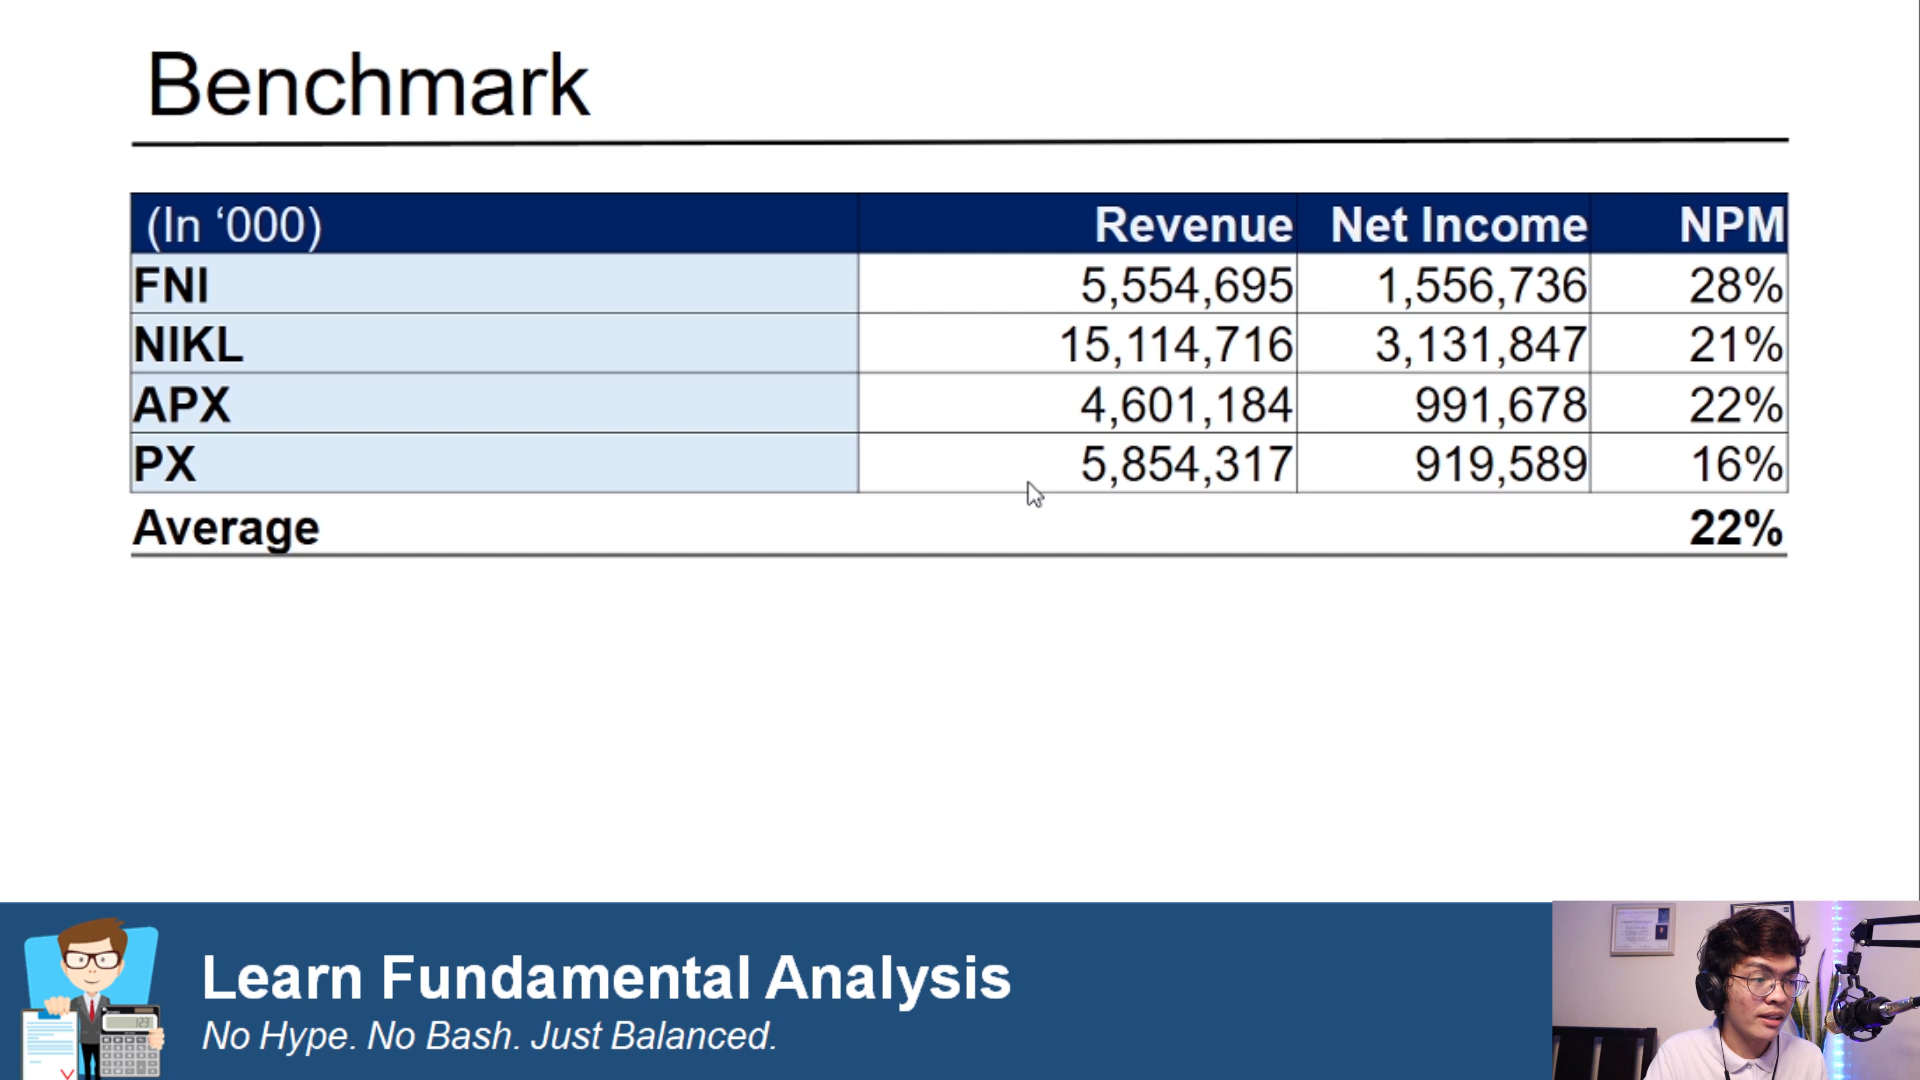 Benchmark
(In ‘000) Revenue Net Income NPM
FNI 5,554,695 1,556,736 28%
NIKL 15,114,716 3,131,847 21%
APX 4,601,184 991,678 22%
PX 5,854,317 919,589 16%
Average 22%
Learn Fundamental Analysis
No Hype. No Bash. Just Balanced.
123